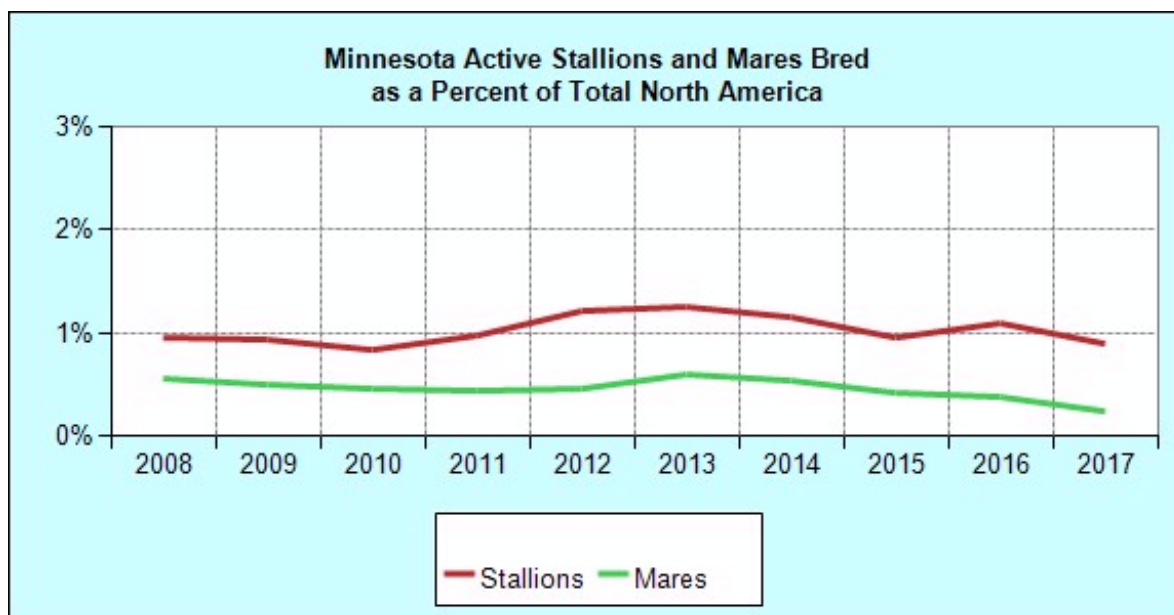 Minnesota Active Stallions and Mares Bred
as a Percent of Total North America
3%
2%
1%
0%
2008 2009 2010 2011 2012 2013 2014 2015 2016 2017
Stallions Mares